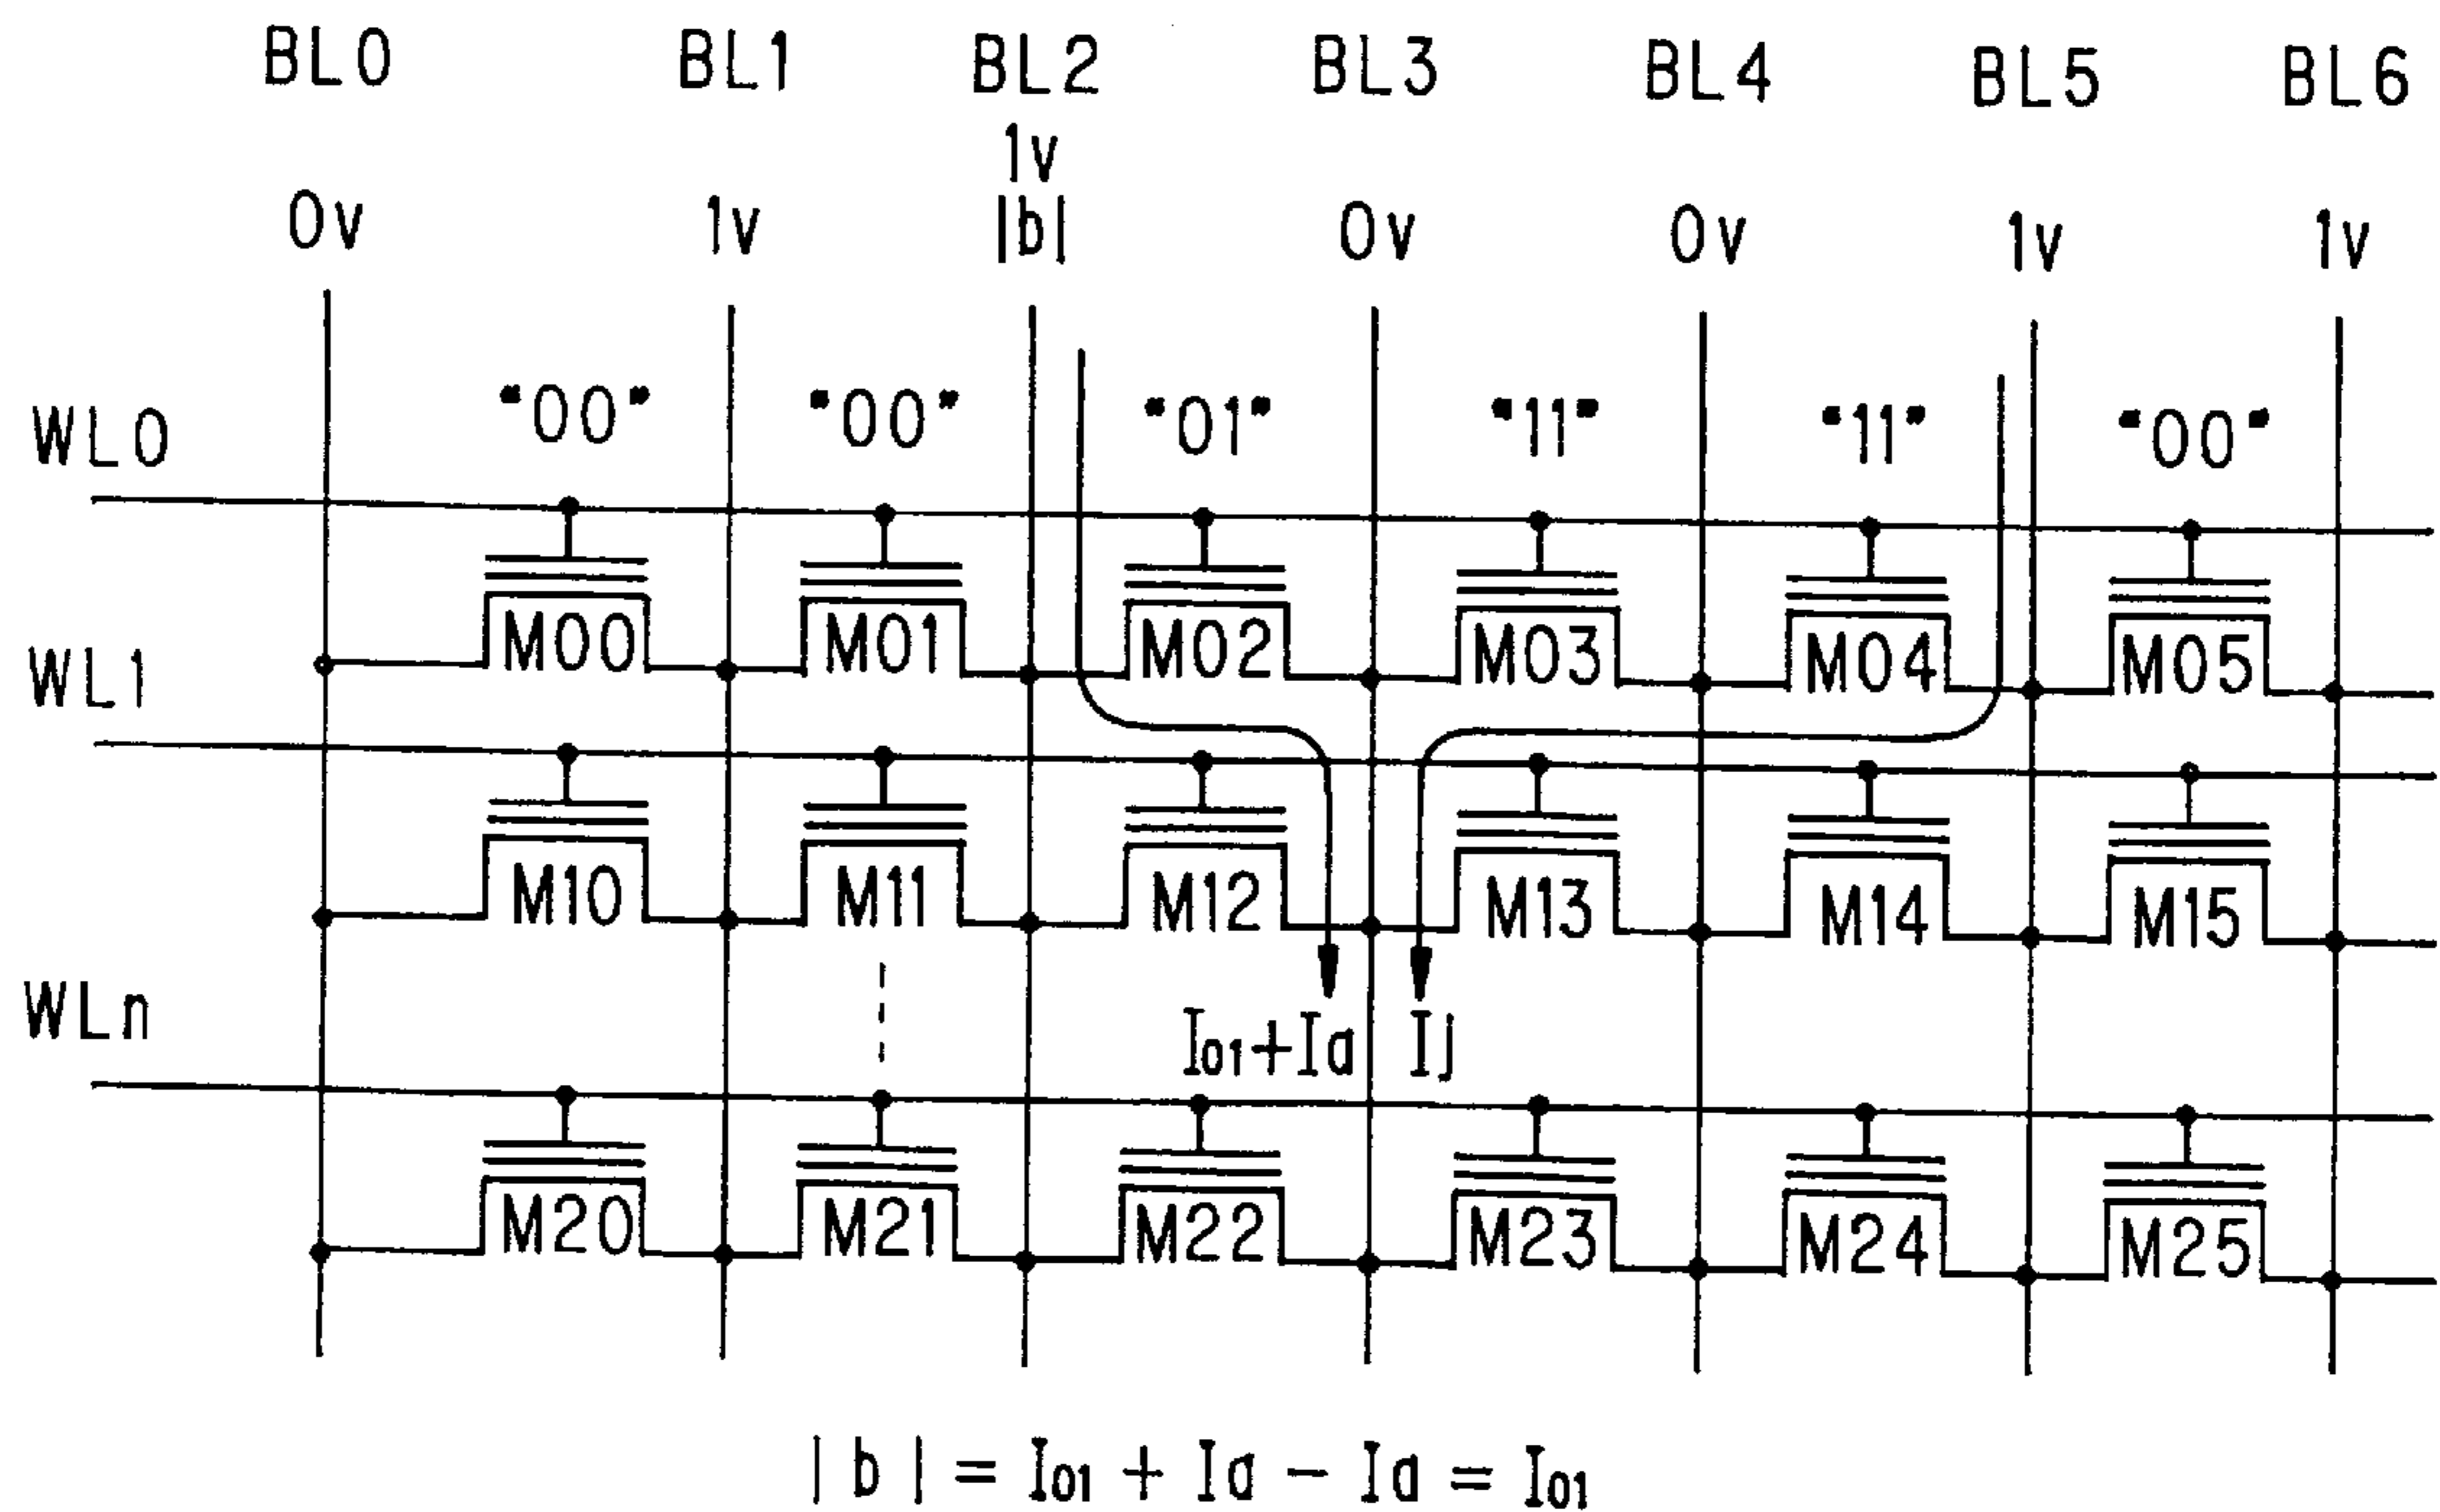 BL0 BL1 BL2 BL3 BL4 BL5 BL6
1v
0v 1v |b| 0v 0v 1v 1v
WL0 "00" "00" "01" "11" "11" "00"
M00 M01 M02 M03 M04 M05
WL1
M10 M11 M12 M13 M14 M15
WLn
I01+Ia Ij
M20 M21 M22 M23 M24 M25
|b| = I01 + Ia - Ia = I01